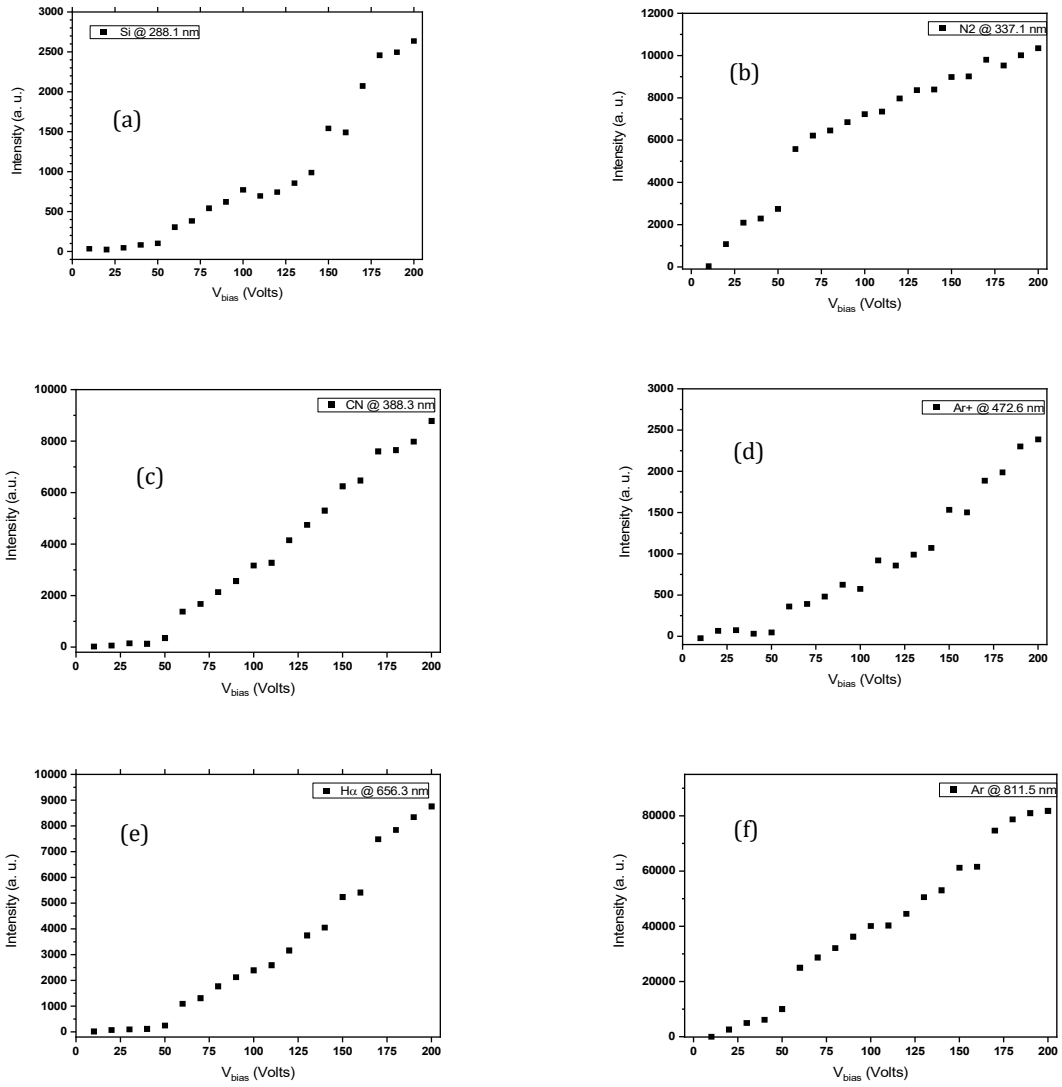 Si @ 288.1 nm
(a)
Intensity (a. u.)
3000
2500
2000
1500
1000
500
0
0 25 50 75 100 125 150 175 200
V_bias (Volts)
N2 @ 337.1 nm
(b)
Intensity (a. u.)
12000
10000
8000
6000
4000
2000
0
0 25 50 75 100 125 150 175 200
V_bias (Volts)
CN @ 388.3 nm
(c)
Intensity (a.u.)
10000
8000
6000
4000
2000
0
0 25 50 75 100 125 150 175 200
V_bias (Volts)
Ar+ @ 472.6 nm
(d)
Intensity (a. u.)
3000
2500
2000
1500
1000
500
0
0 25 50 75 100 125 150 175 200
V_bias (Volts)
Hα @ 656.3 nm
(e)
Intensity (a. u.)
10000
9000
8000
7000
6000
5000
4000
3000
2000
1000
0
0 25 50 75 100 125 150 175 200
V_bias (Volts)
Ar @ 811.5 nm
(f)
Intensity (a. u.)
80000
60000
40000
20000
0
0 25 50 75 100 125 150 175 200
V_bias (Volts)